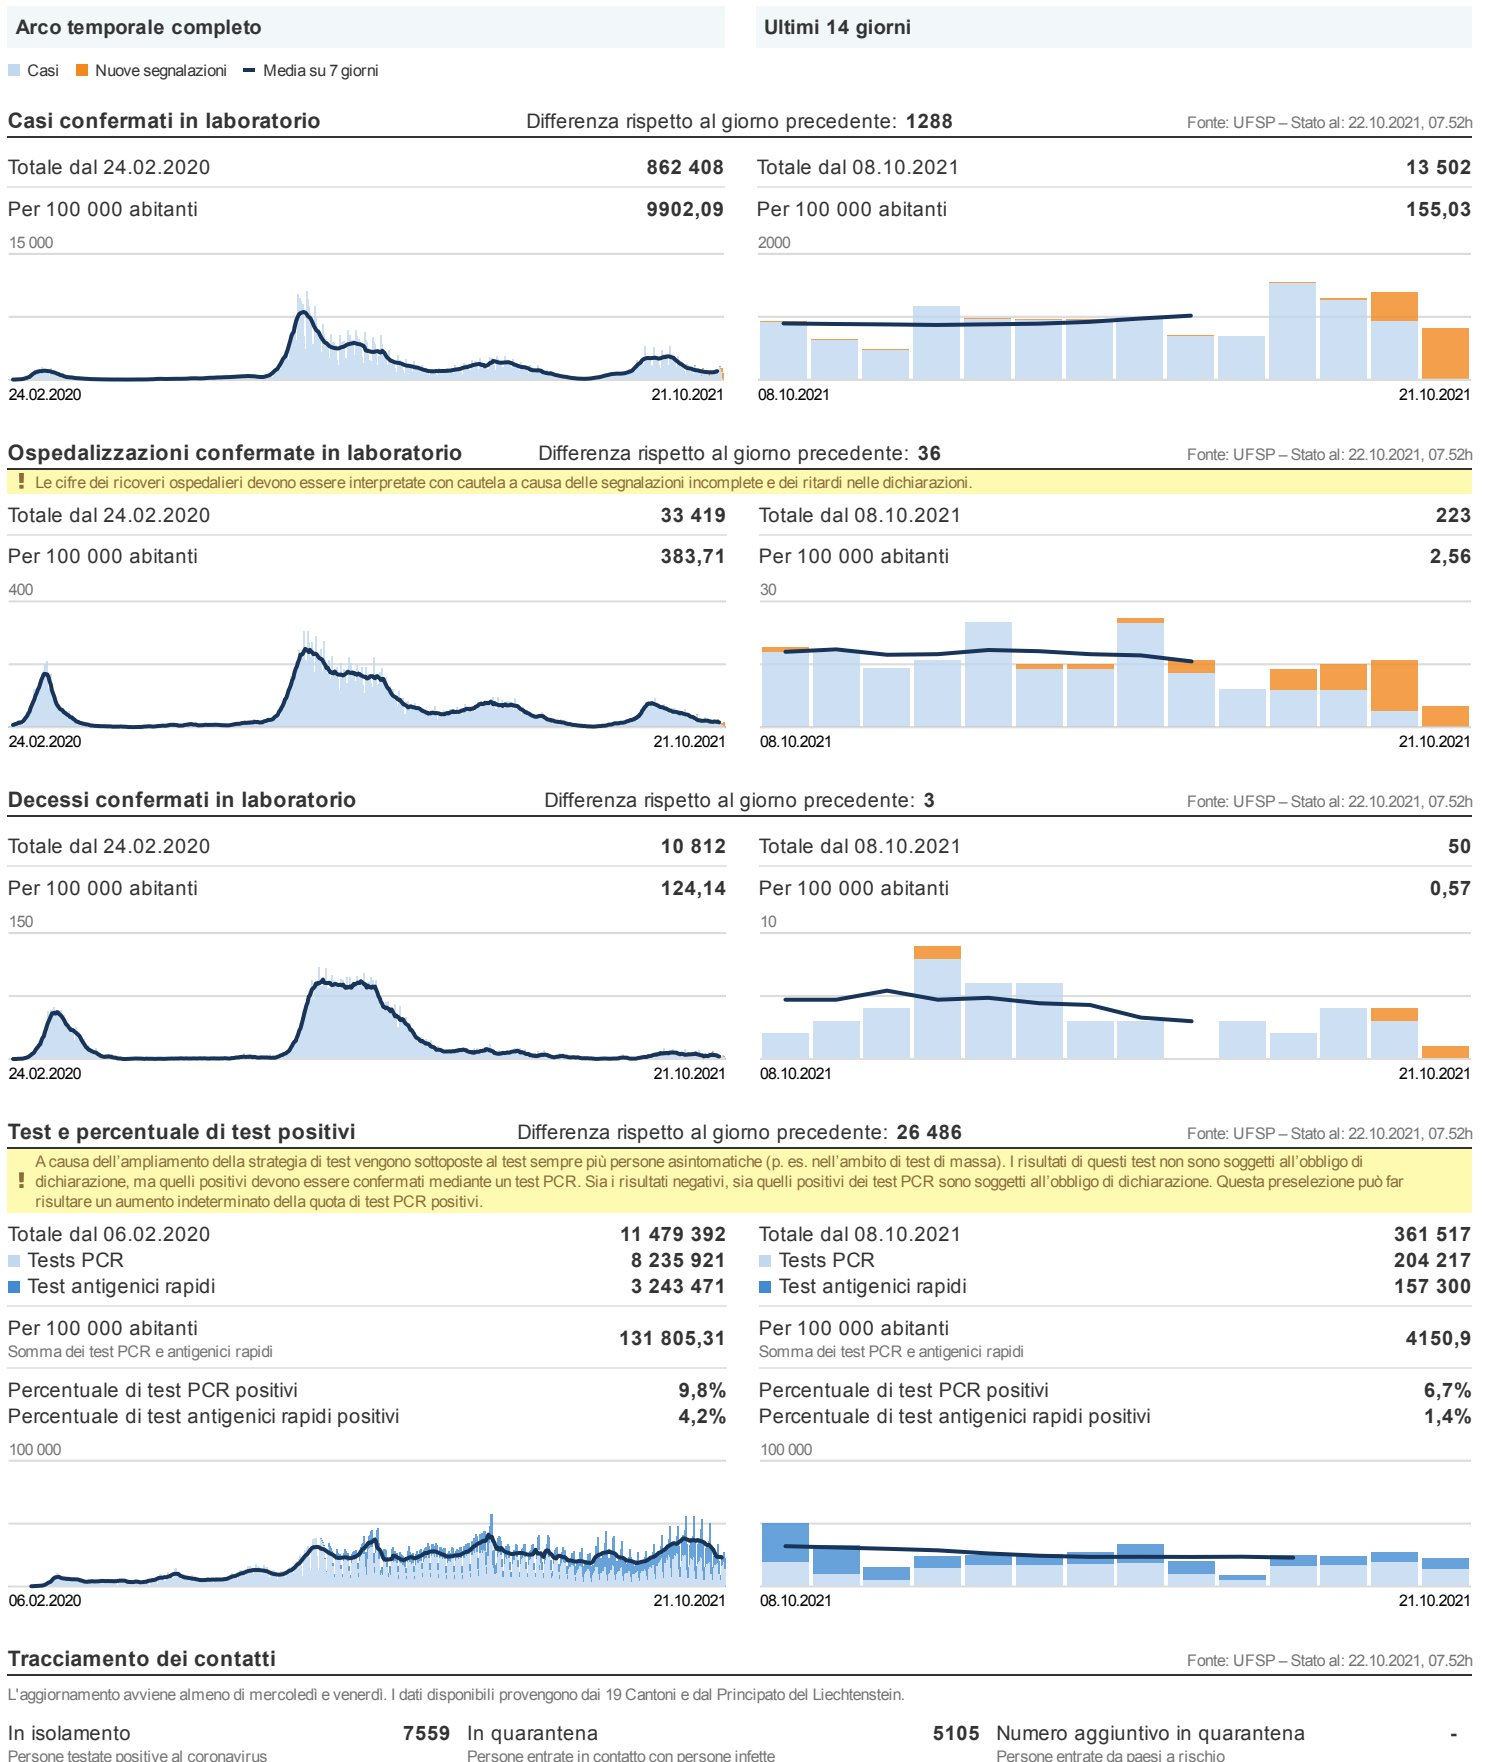 Arco temporale completo
Ultimi 14 giorni
Casi Nuove segnalazioni Media su 7 giorni
Casi confermati in laboratorio Differenza rispetto al giorno precedente: 1288 Fonte: UFSP – Stato al: 22.10.2021, 07.52h
Totale dal 24.02.2020 862 408
Per 100 000 abitanti 9902,09
15 000
24.02.2020 21.10.2021
Totale dal 08.10.2021 13 502
Per 100 000 abitanti 155,03
2000
08.10.2021 21.10.2021
Ospedalizzazioni confermate in laboratorio Differenza rispetto al giorno precedente: 36 Fonte: UFSP – Stato al: 22.10.2021, 07.52h
! Le cifre dei ricoveri ospedalieri devono essere interpretate con cautela a causa delle segnalazioni incomplete e dei ritardi nelle dichiarazioni.
Totale dal 24.02.2020 33 419
Per 100 000 abitanti 383,71
400
24.02.2020 21.10.2021
Totale dal 08.10.2021 223
Per 100 000 abitanti 2,56
30
08.10.2021 21.10.2021
Decessi confermati in laboratorio Differenza rispetto al giorno precedente: 3 Fonte: UFSP – Stato al: 22.10.2021, 07.52h
Totale dal 24.02.2020 10 812
Per 100 000 abitanti 124,14
150
24.02.2020 21.10.2021
Totale dal 08.10.2021 50
Per 100 000 abitanti 0,57
10
08.10.2021 21.10.2021
Test e percentuale di test positivi Differenza rispetto al giorno precedente: 26 486 Fonte: UFSP – Stato al: 22.10.2021, 07.52h
A causa dell'ampliamento della strategia di test vengono sottoposte al test sempre più persone asintomatiche (p. es. nell'ambito di test di massa). I risultati di questi test non sono soggetti all'obbligo di
! dichiarazione, ma quelli positivi devono essere confermati mediante un test PCR. Sia i risultati negativi, sia quelli positivi dei test PCR sono soggetti all'obbligo di dichiarazione. Questa preselezione può far
risultare un aumento indeterminato della quota di test PCR positivi.
Totale dal 06.02.2020 11 479 392
Tests PCR 8 235 921
Test antigenici rapidi 3 243 471
Per 100 000 abitanti 131 805,31
Somma dei test PCR e antigenici rapidi
Percentuale di test PCR positivi 9,8%
Percentuale di test antigenici rapidi positivi 4,2%
100 000
06.02.2020 21.10.2021
Totale dal 08.10.2021 361 517
Tests PCR 204 217
Test antigenici rapidi 157 300
Per 100 000 abitanti 4150,9
Somma dei test PCR e antigenici rapidi
Percentuale di test PCR positivi 6,7%
Percentuale di test antigenici rapidi positivi 1,4%
100 000
08.10.2021 21.10.2021
Tracciamento dei contatti Fonte: UFSP – Stato al: 22.10.2021, 07.52h
L'aggiornamento avviene almeno di mercoledì e venerdì. I dati disponibili provengono dai 19 Cantoni e dal Principato del Liechtenstein.
In isolamento 7559
Persone testate positive al coronavirus
In quarantena 5105
Persone entrate in contatto con persone infette
Numero aggiuntivo in quarantena -
Persone entrate da paesi a rischio